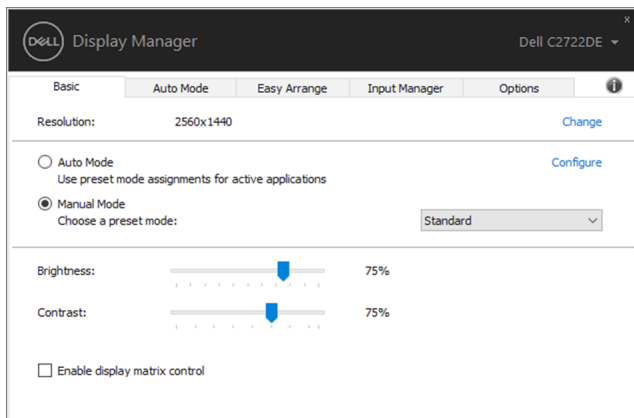 x
DELL Display Manager Dell C2722DE
Basic Auto Mode Easy Arrange Input Manager Options i
Resolution: 2560x1440 Change
Auto Mode Configure
Use preset mode assignments for active applications
Manual Mode
Choose a preset mode: Standard
Brightness: 75%
Contrast: 75%
Enable display matrix control